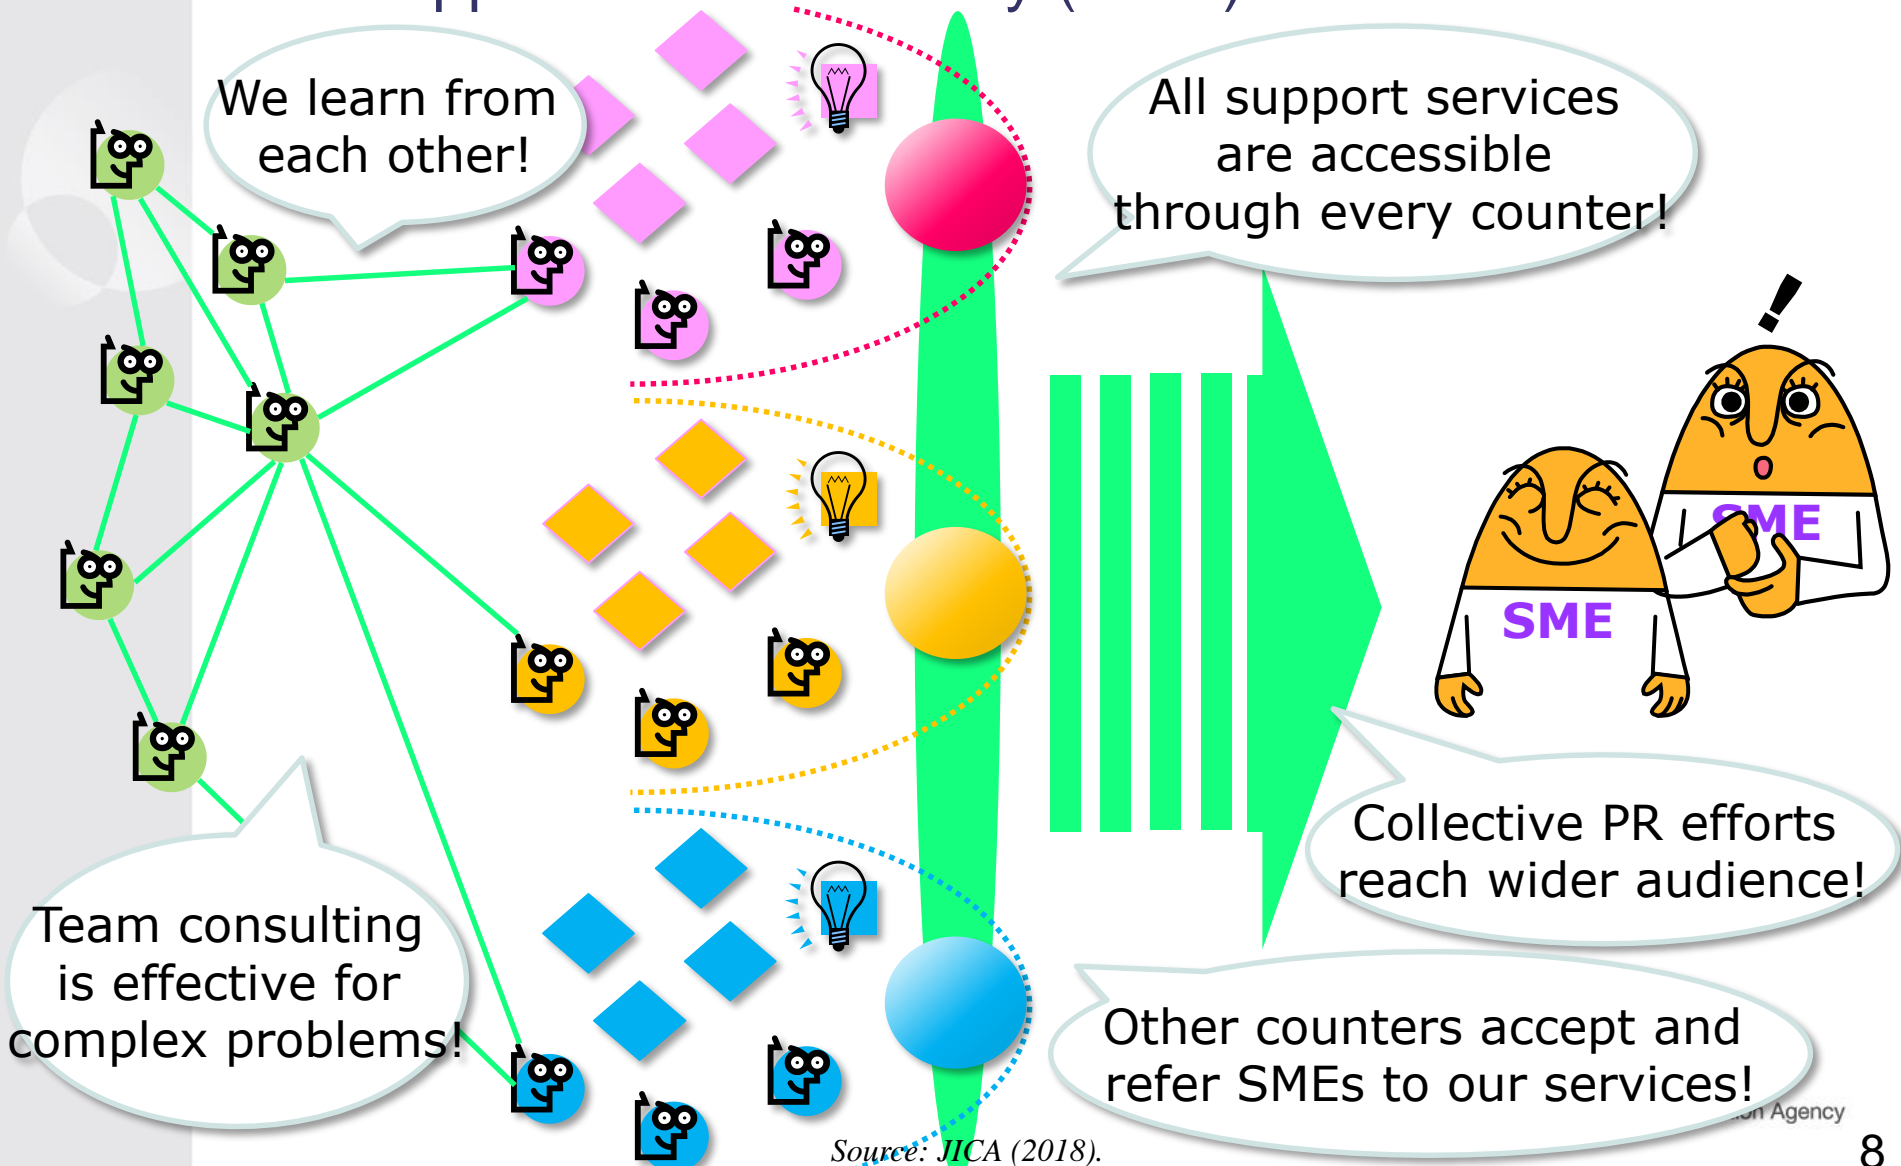 We learn from
each other!
All support services
are accessible
through every counter!
SME
SME
Collective PR efforts
reach wider audience!
Team consulting
is effective for
complex problems!
Other counters accept and
refer SMEs to our services!
Agency
Source: JICA (2018).
8